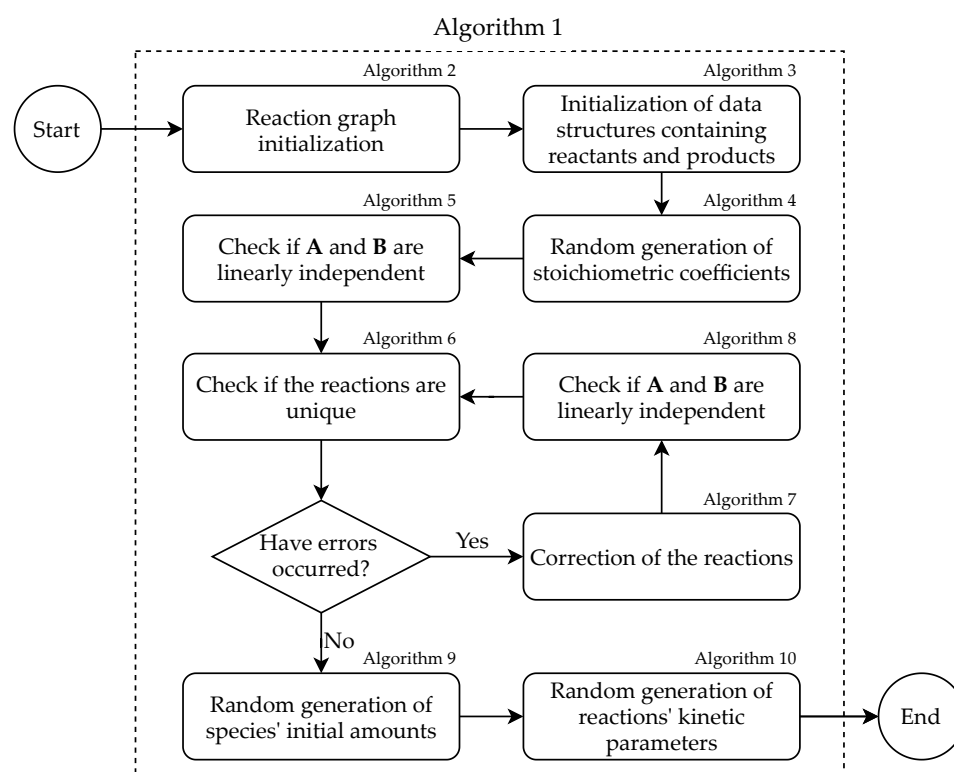 Algorithm 1
Algorithm 2
Algorithm 3
Start
Reaction graph
initialization
Initialization of data
structures containing
reactants and products
Algorithm 5
Algorithm 4
Check if A and B are
linearly independent
Random generation of
stoichiometric coefficients
Algorithm 6
Algorithm 8
Check if the reactions are
unique
Check if A and B are
linearly independent
Algorithm 7
Have errors
occurred?
Yes
Correction of the reactions
No
Algorithm 9
Algorithm 10
Random generation of
species' initial amounts
Random generation of
reactions' kinetic
parameters
End